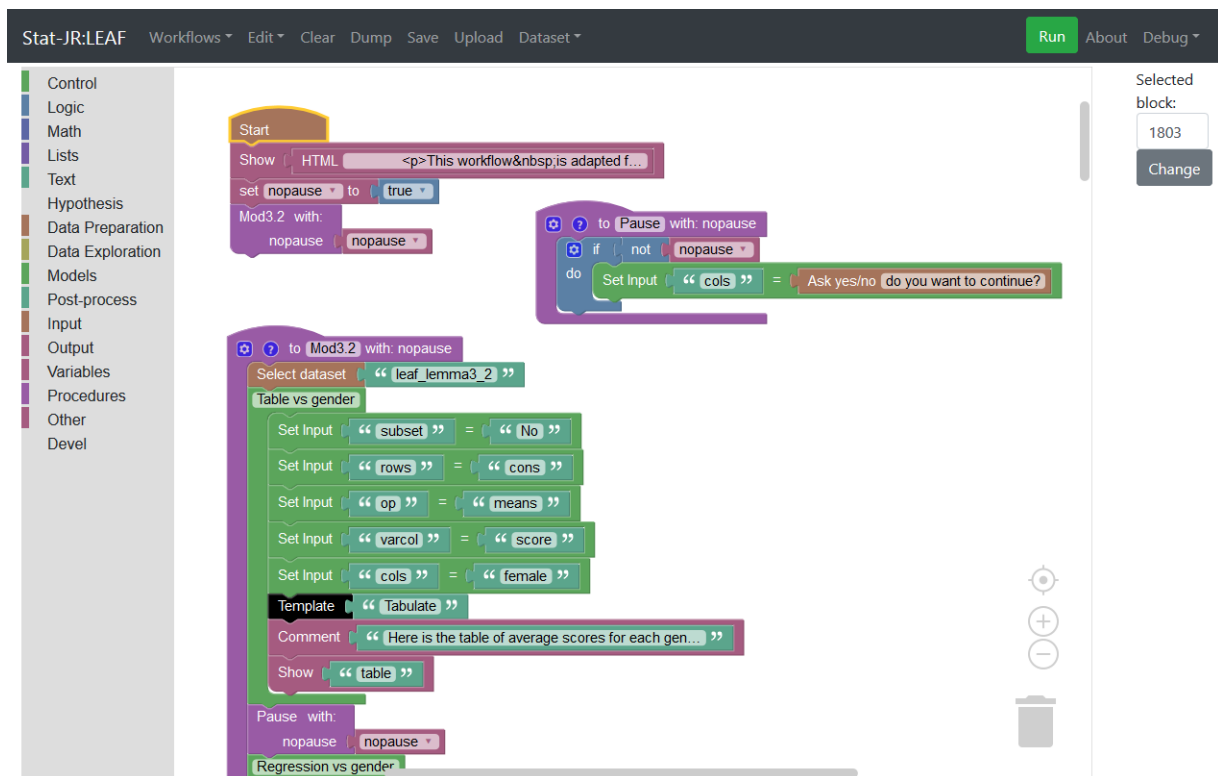 Stat-JR:LEAF Workflows Edit Clear Dump Save Upload Dataset Run About Debug
Control
Logic
Math
Lists
Text
Hypothesis
Data Preparation
Data Exploration
Models
Post-process
Input
Output
Variables
Procedures
Other
Devel
Selected
block:
1803
Change
Start
Show HTML <p>This workflow&nbsp;is adapted f...
set nopause to true
Mod3.2 with:
nopause nopause
? to Pause with: nopause
if not nopause
do Set Input “ cols ” = Ask yes/no do you want to continue?
? to Mod3.2 with: nopause
Select dataset “ leaf_lemma3_2 ”
Table vs gender
Set Input “ subset ” = “ No ”
Set Input “ rows ” = “ cons ”
Set Input “ op ” = “ means ”
Set Input “ varcol ” = “ score ”
Set Input “ cols ” = “ female ”
Template “ Tabulate ”
Comment “ Here is the table of average scores for each gen... ”
Show “ table ”
Pause with:
nopause nopause
Regression vs gender